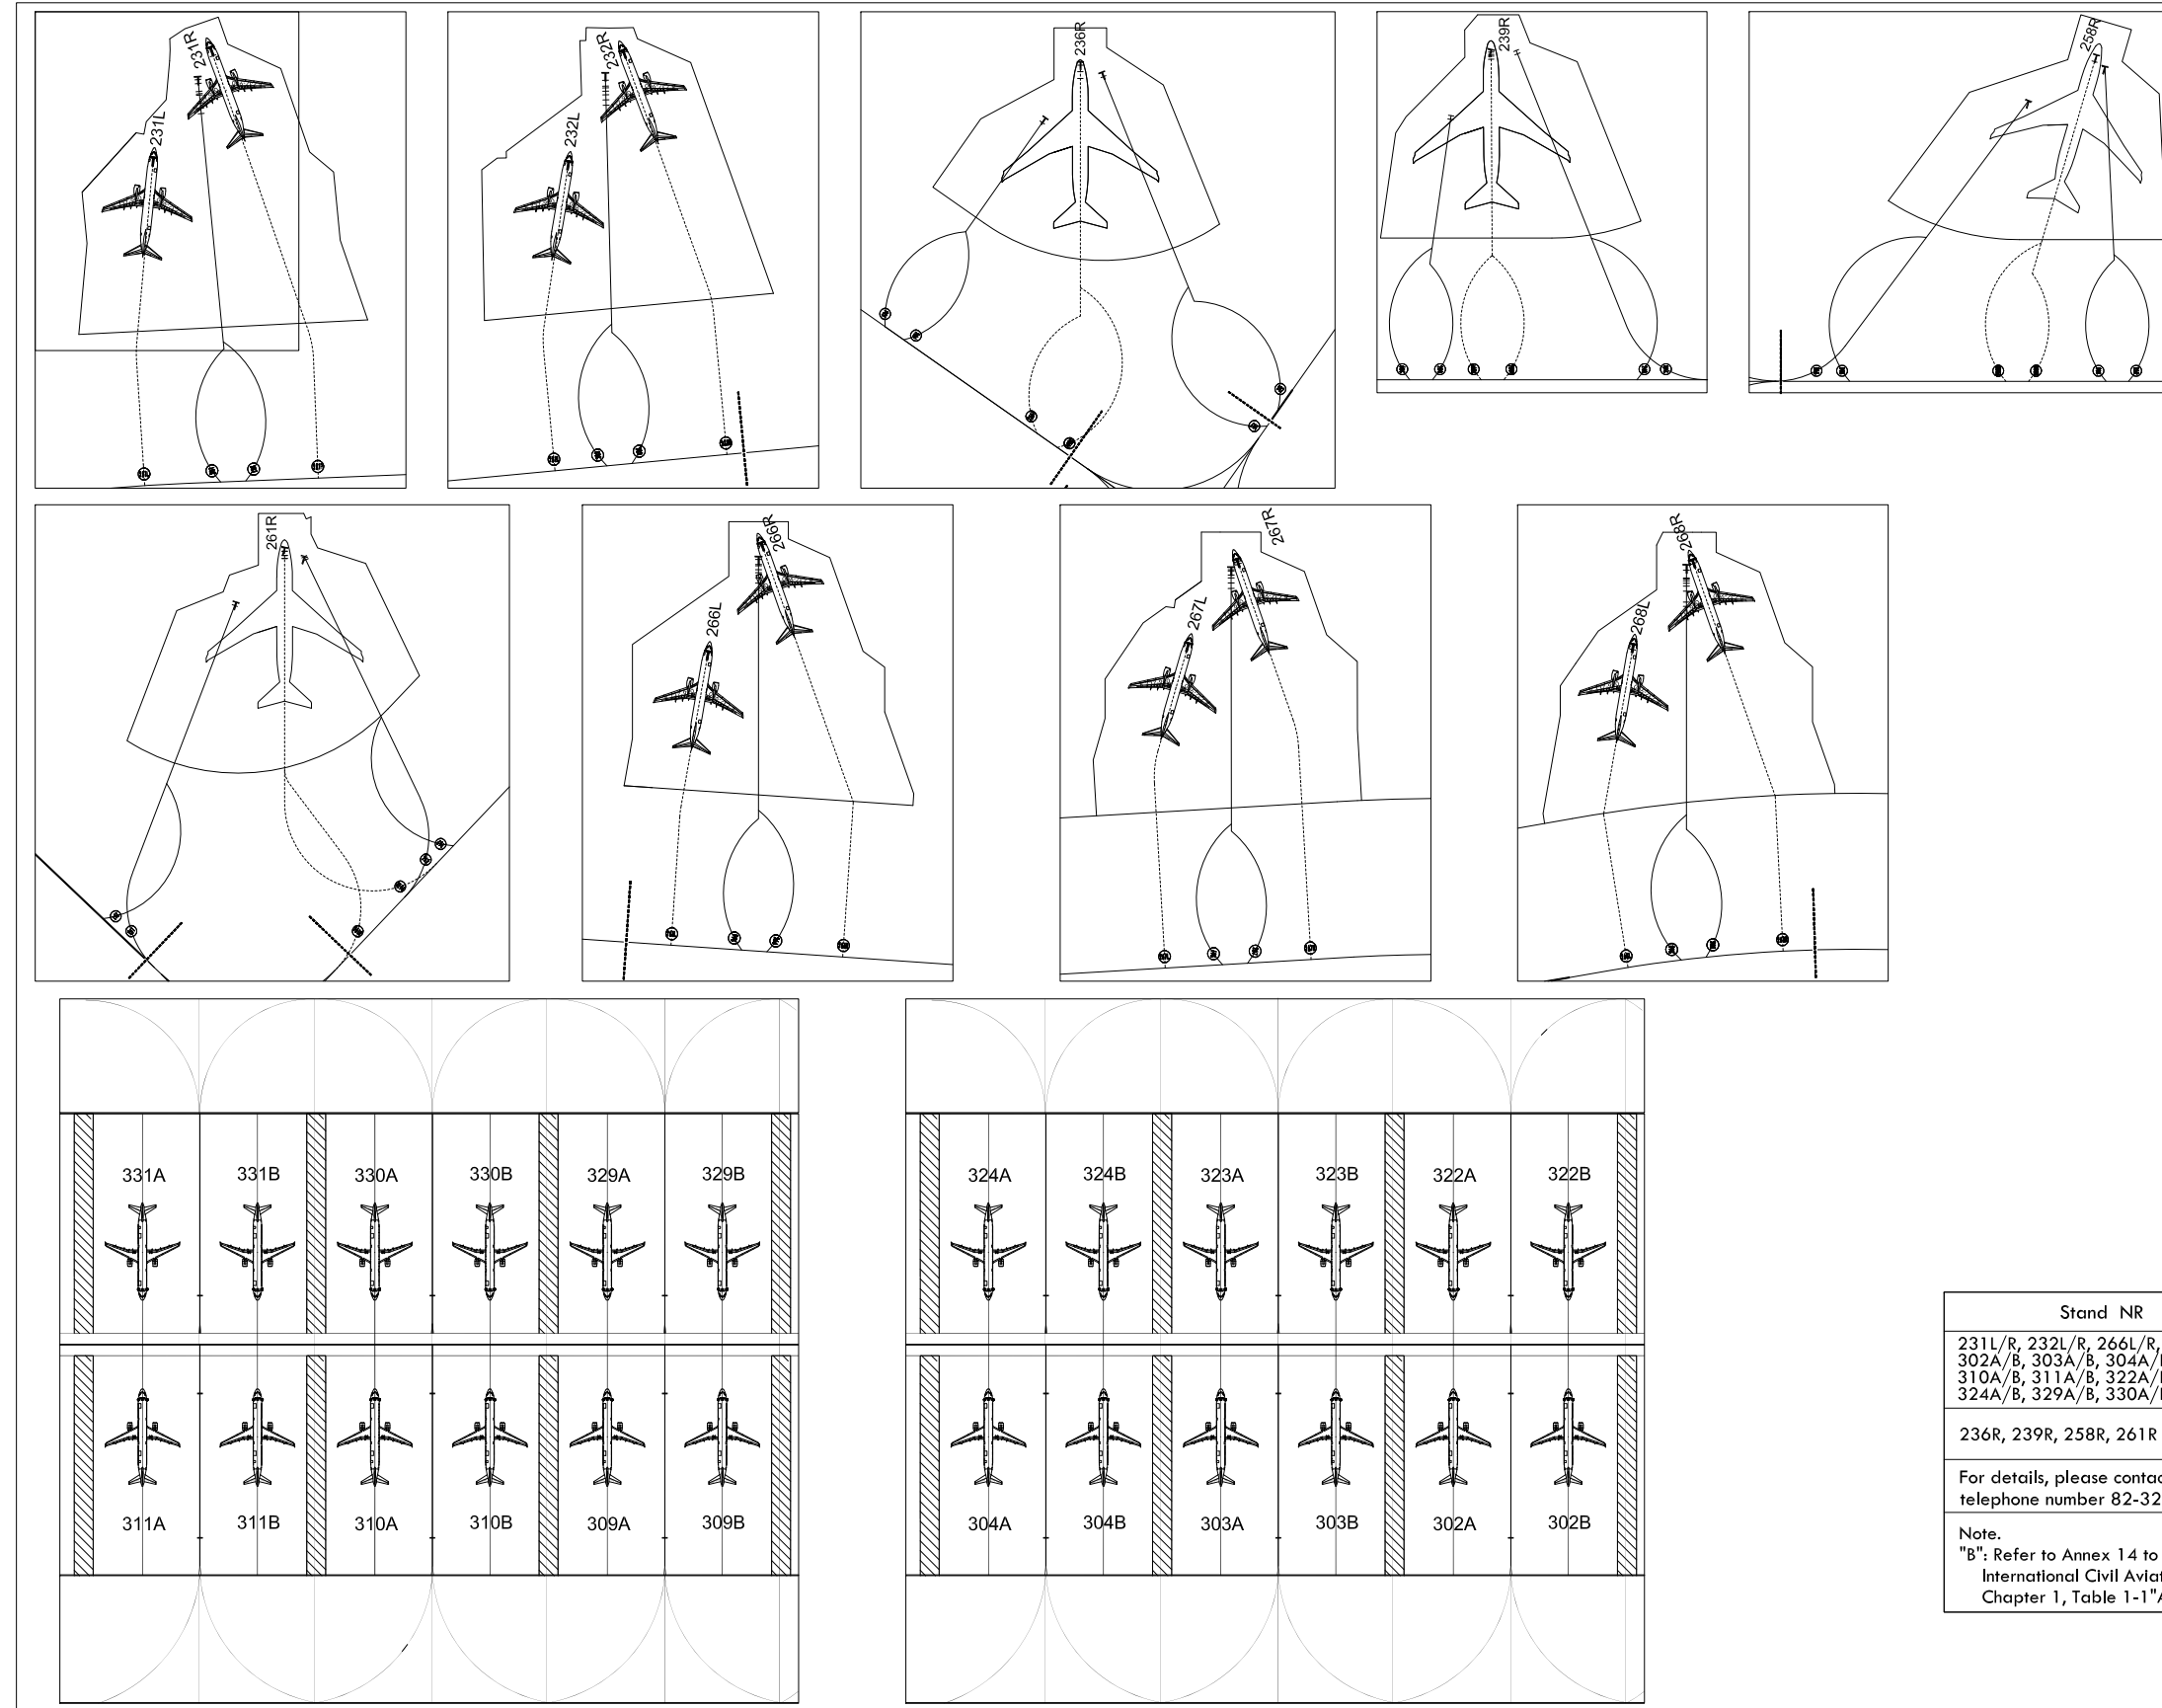 231R
231L
232R
232L
236R
239R
258R
261R
266R
266L
267R
267L
268R
268L
331A 331B 330A 330B 329A 329B
324A 324B 323A 323B 322A 322B
311A 311B 310A 310B 309A 309B
304A 304B 303A 303B 302A 302B
Stand NR
231L/R, 232L/R, 266L/R,
302A/B, 303A/B, 304A/
310A/B, 311A/B, 322A/
324A/B, 329A/B, 330A/
236R, 239R, 258R, 261R
For details, please contac
telephone number 82-32
Note.
"B": Refer to Annex 14 to
International Civil Aviat
Chapter 1, Table 1-1"A